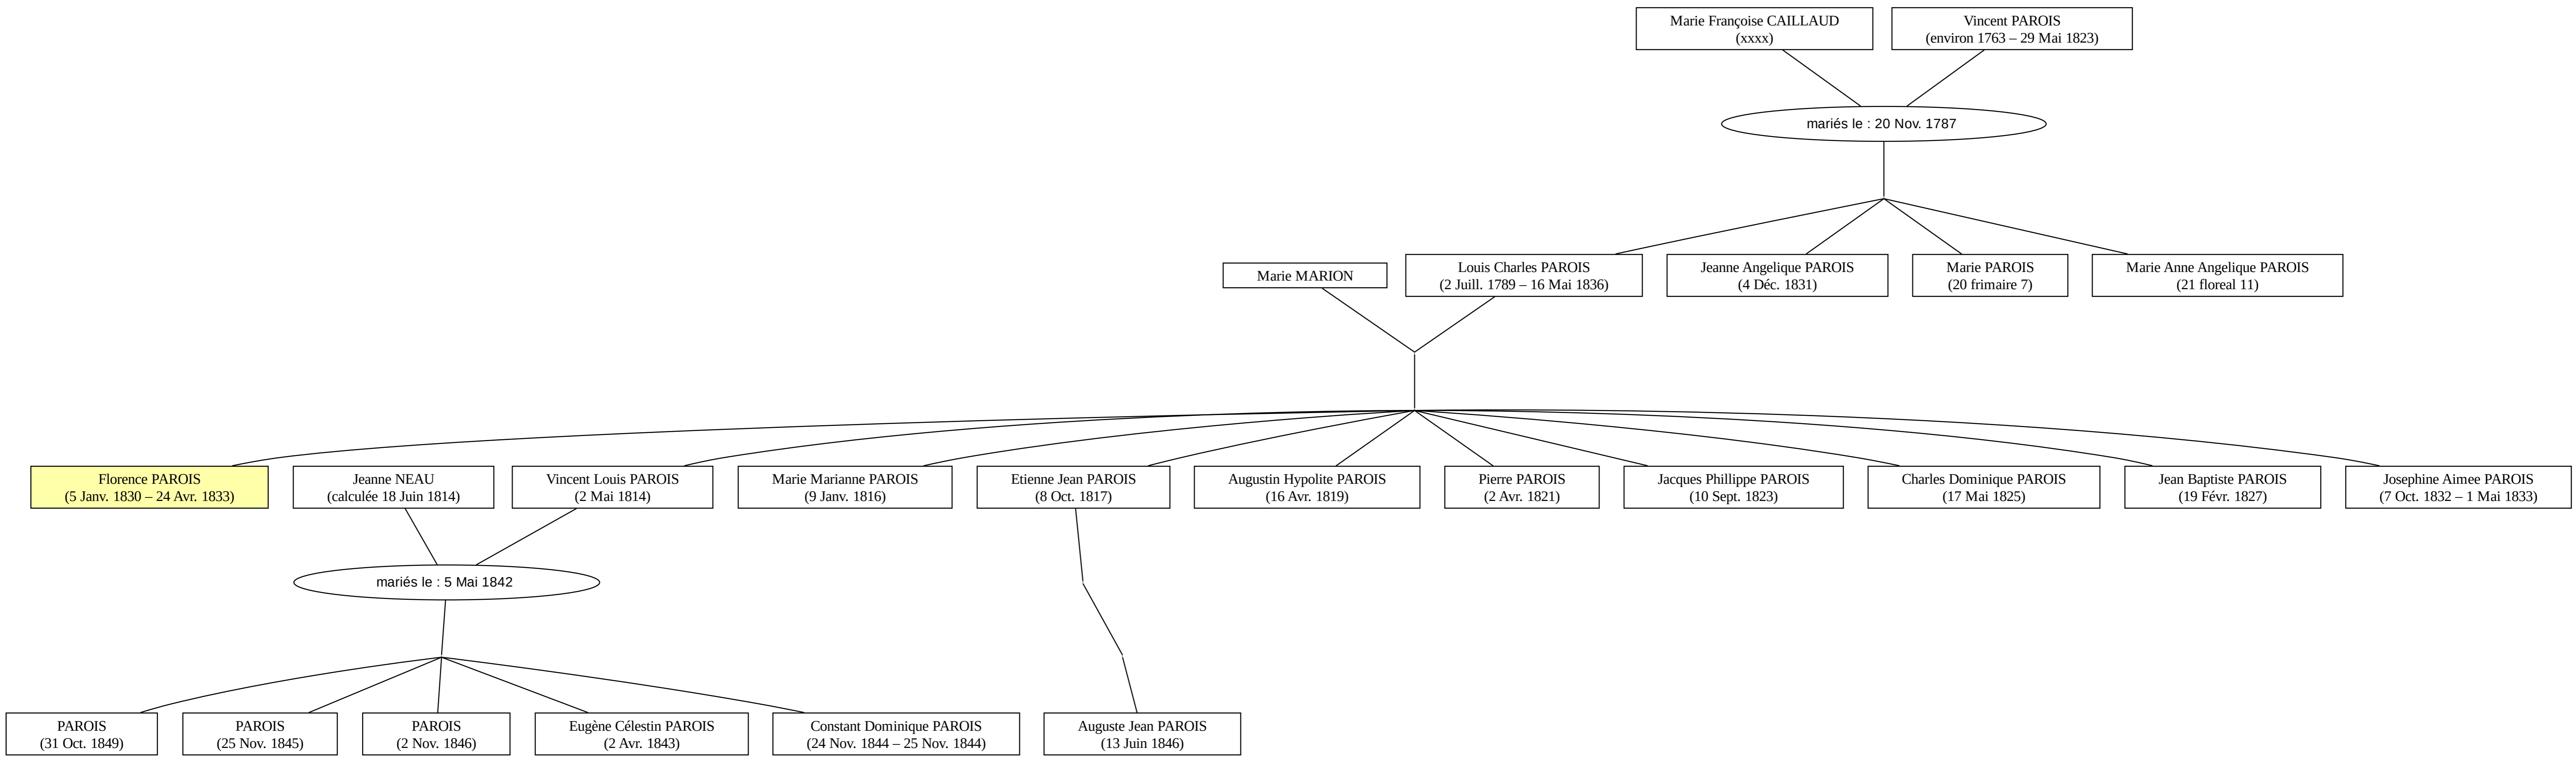 Marie Françoise CAILLAUD
(xxxx)
Vincent PAROIS
(environ 1763 – 29 Mai 1823)
mariés le : 20 Nov. 1787
Marie MARION
Louis Charles PAROIS
(2 Juill. 1789 – 16 Mai 1836)
Jeanne Angelique PAROIS
(4 Déc. 1831)
Marie PAROIS
(20 frimaire 7)
Marie Anne Angelique PAROIS
(21 floreal 11)
Florence PAROIS
(5 Janv. 1830 – 24 Avr. 1833)
Jeanne NEAU
(calculée 18 Juin 1814)
Vincent Louis PAROIS
(2 Mai 1814)
Marie Marianne PAROIS
(9 Janv. 1816)
Etienne Jean PAROIS
(8 Oct. 1817)
Augustin Hypolite PAROIS
(16 Avr. 1819)
Pierre PAROIS
(2 Avr. 1821)
Jacques Phillippe PAROIS
(10 Sept. 1823)
Charles Dominique PAROIS
(17 Mai 1825)
Jean Baptiste PAROIS
(19 Févr. 1827)
Josephine Aimee PAROIS
(7 Oct. 1832 – 1 Mai 1833)
mariés le : 5 Mai 1842
PAROIS
(31 Oct. 1849)
PAROIS
(25 Nov. 1845)
PAROIS
(2 Nov. 1846)
Eugène Célestin PAROIS
(2 Avr. 1843)
Constant Dominique PAROIS
(24 Nov. 1844 – 25 Nov. 1844)
Auguste Jean PAROIS
(13 Juin 1846)